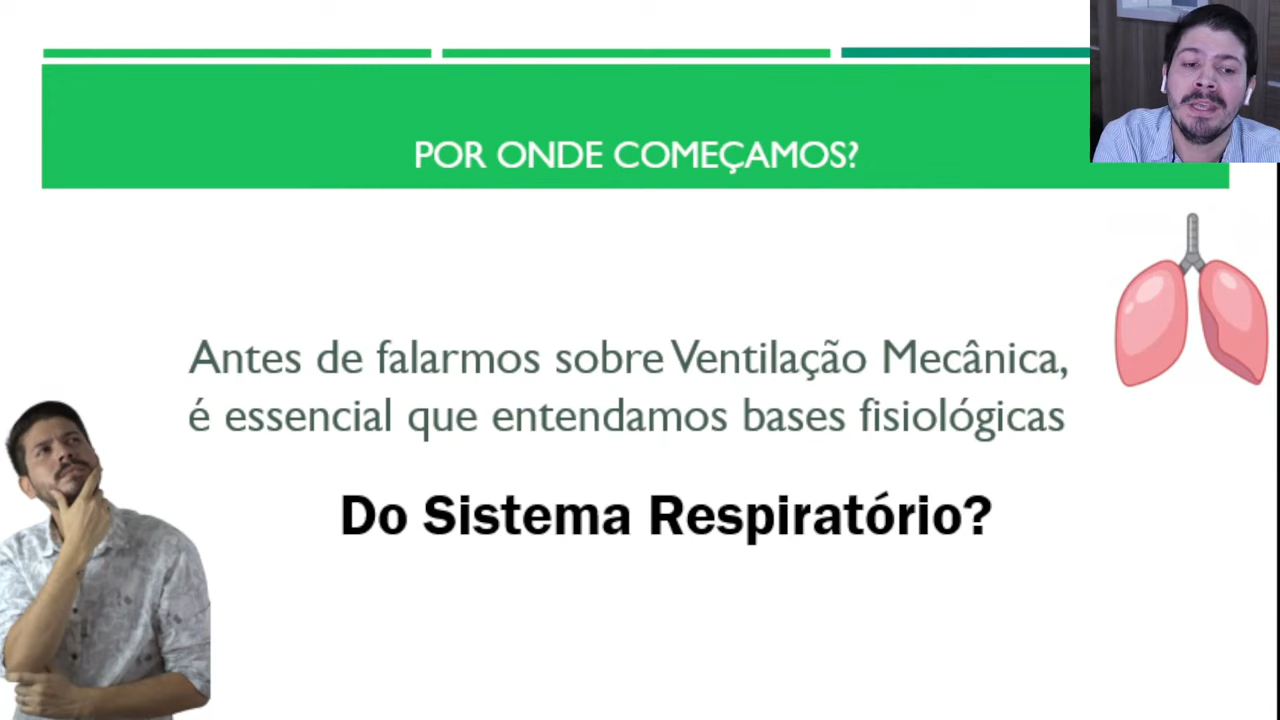 POR ONDE COMEÇAMOS?
Antes de falarmos sobre Ventilação Mecânica,
é essencial que entendamos bases fisiológicas
Do Sistema Respiratório?